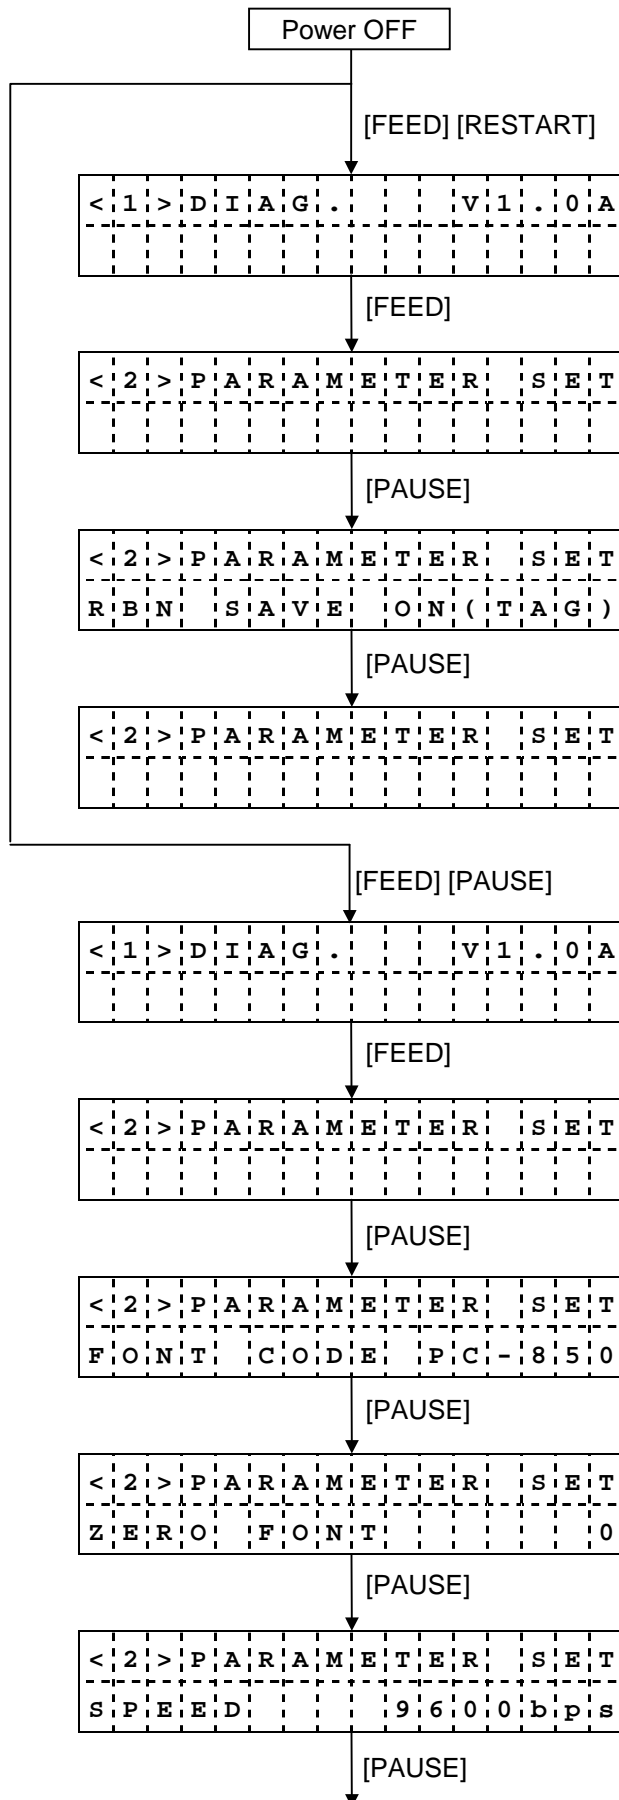 Power OFF
[FEED] [RESTART]
<1>DIAG.   V1.0A
[FEED]
<2>PARAMETER SET
[PAUSE]
<2>PARAMETER SET
RBN SAVE ON(TAG)
[PAUSE]
<2>PARAMETER SET
[FEED] [PAUSE]
<1>DIAG.   V1.0A
[FEED]
<2>PARAMETER SET
[PAUSE]
<2>PARAMETER SET
FONT CODE PC-850
[PAUSE]
<2>PARAMETER SET
ZERO FONT      0
[PAUSE]
<2>PARAMETER SET
SPEED    9600bps
[PAUSE]